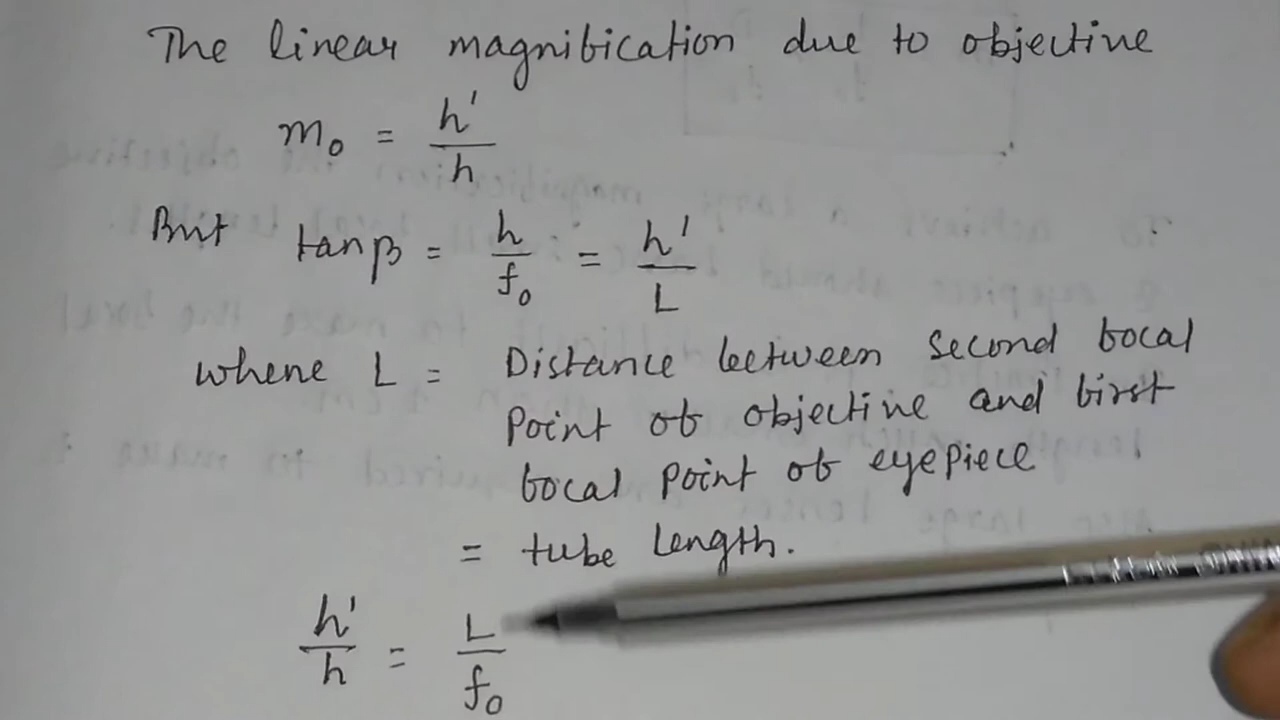 The linear magnification due to objective
m₀ = h'/h
But tanβ = h/f₀ = h'/L
where L = Distance between second focal
Point of objective and first
focal point of eyepiece
= tube length.
h'/h = L/f₀